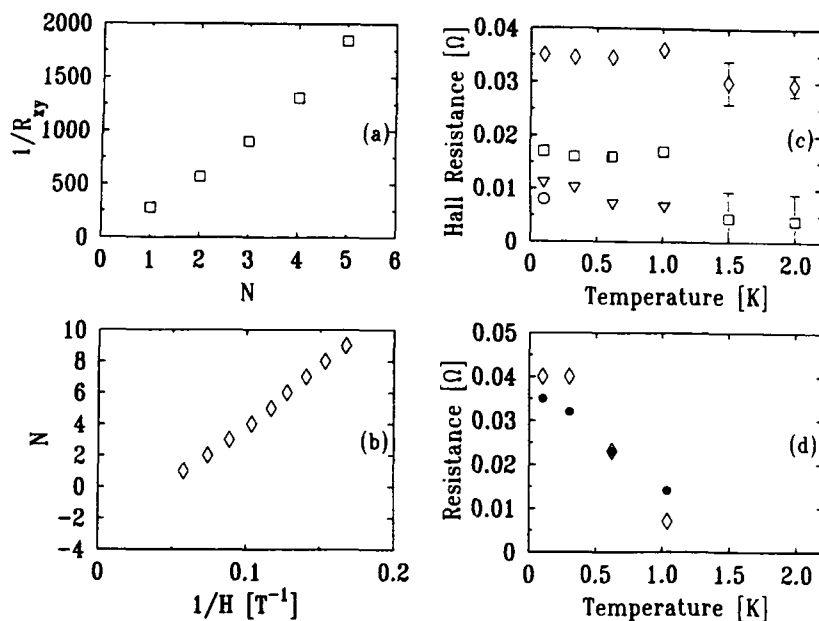 2000
1500
1000
500
0
1/R_xy
(a)
0 1 2 3 4 5 6
N
10
8
6
4
2
0
−2
−4
N
(b)
0 0.1 0.2
1/H [T⁻¹]
0.04
0.03
0.02
0.01
0
Hall Resistance [Ω]
(c)
0 0.5 1.0 1.5 2.0
Temperature [K]
0.05
0.04
0.03
0.02
0.01
0
Resistance [Ω]
(d)
0 0.5 1.0 1.5 2.0
Temperature [K]